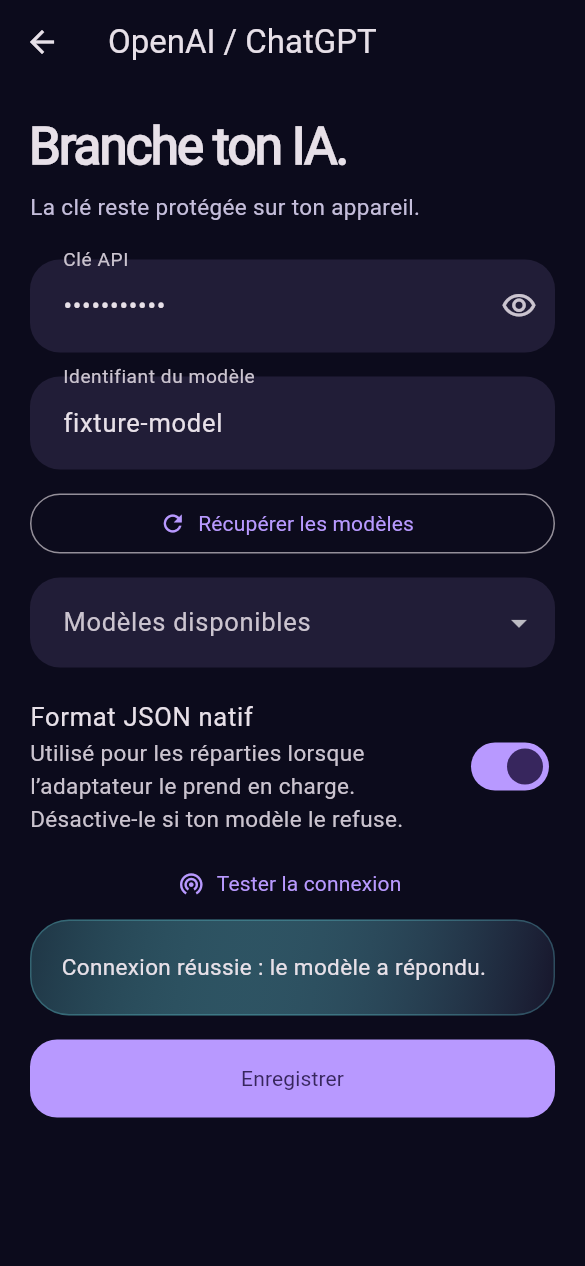 OpenAI / ChatGPT
Branche ton IA.
La clé reste protégée sur ton appareil.
Clé API
•••••••••••
Identifiant du modèle
fixture-model
Récupérer les modèles
Modèles disponibles
Format JSON natif
Utilisé pour les réparties lorsque
l’adaptateur le prend en charge.
Désactive-le si ton modèle le refuse.
Tester la connexion
Connexion réussie : le modèle a répondu.
Enregistrer